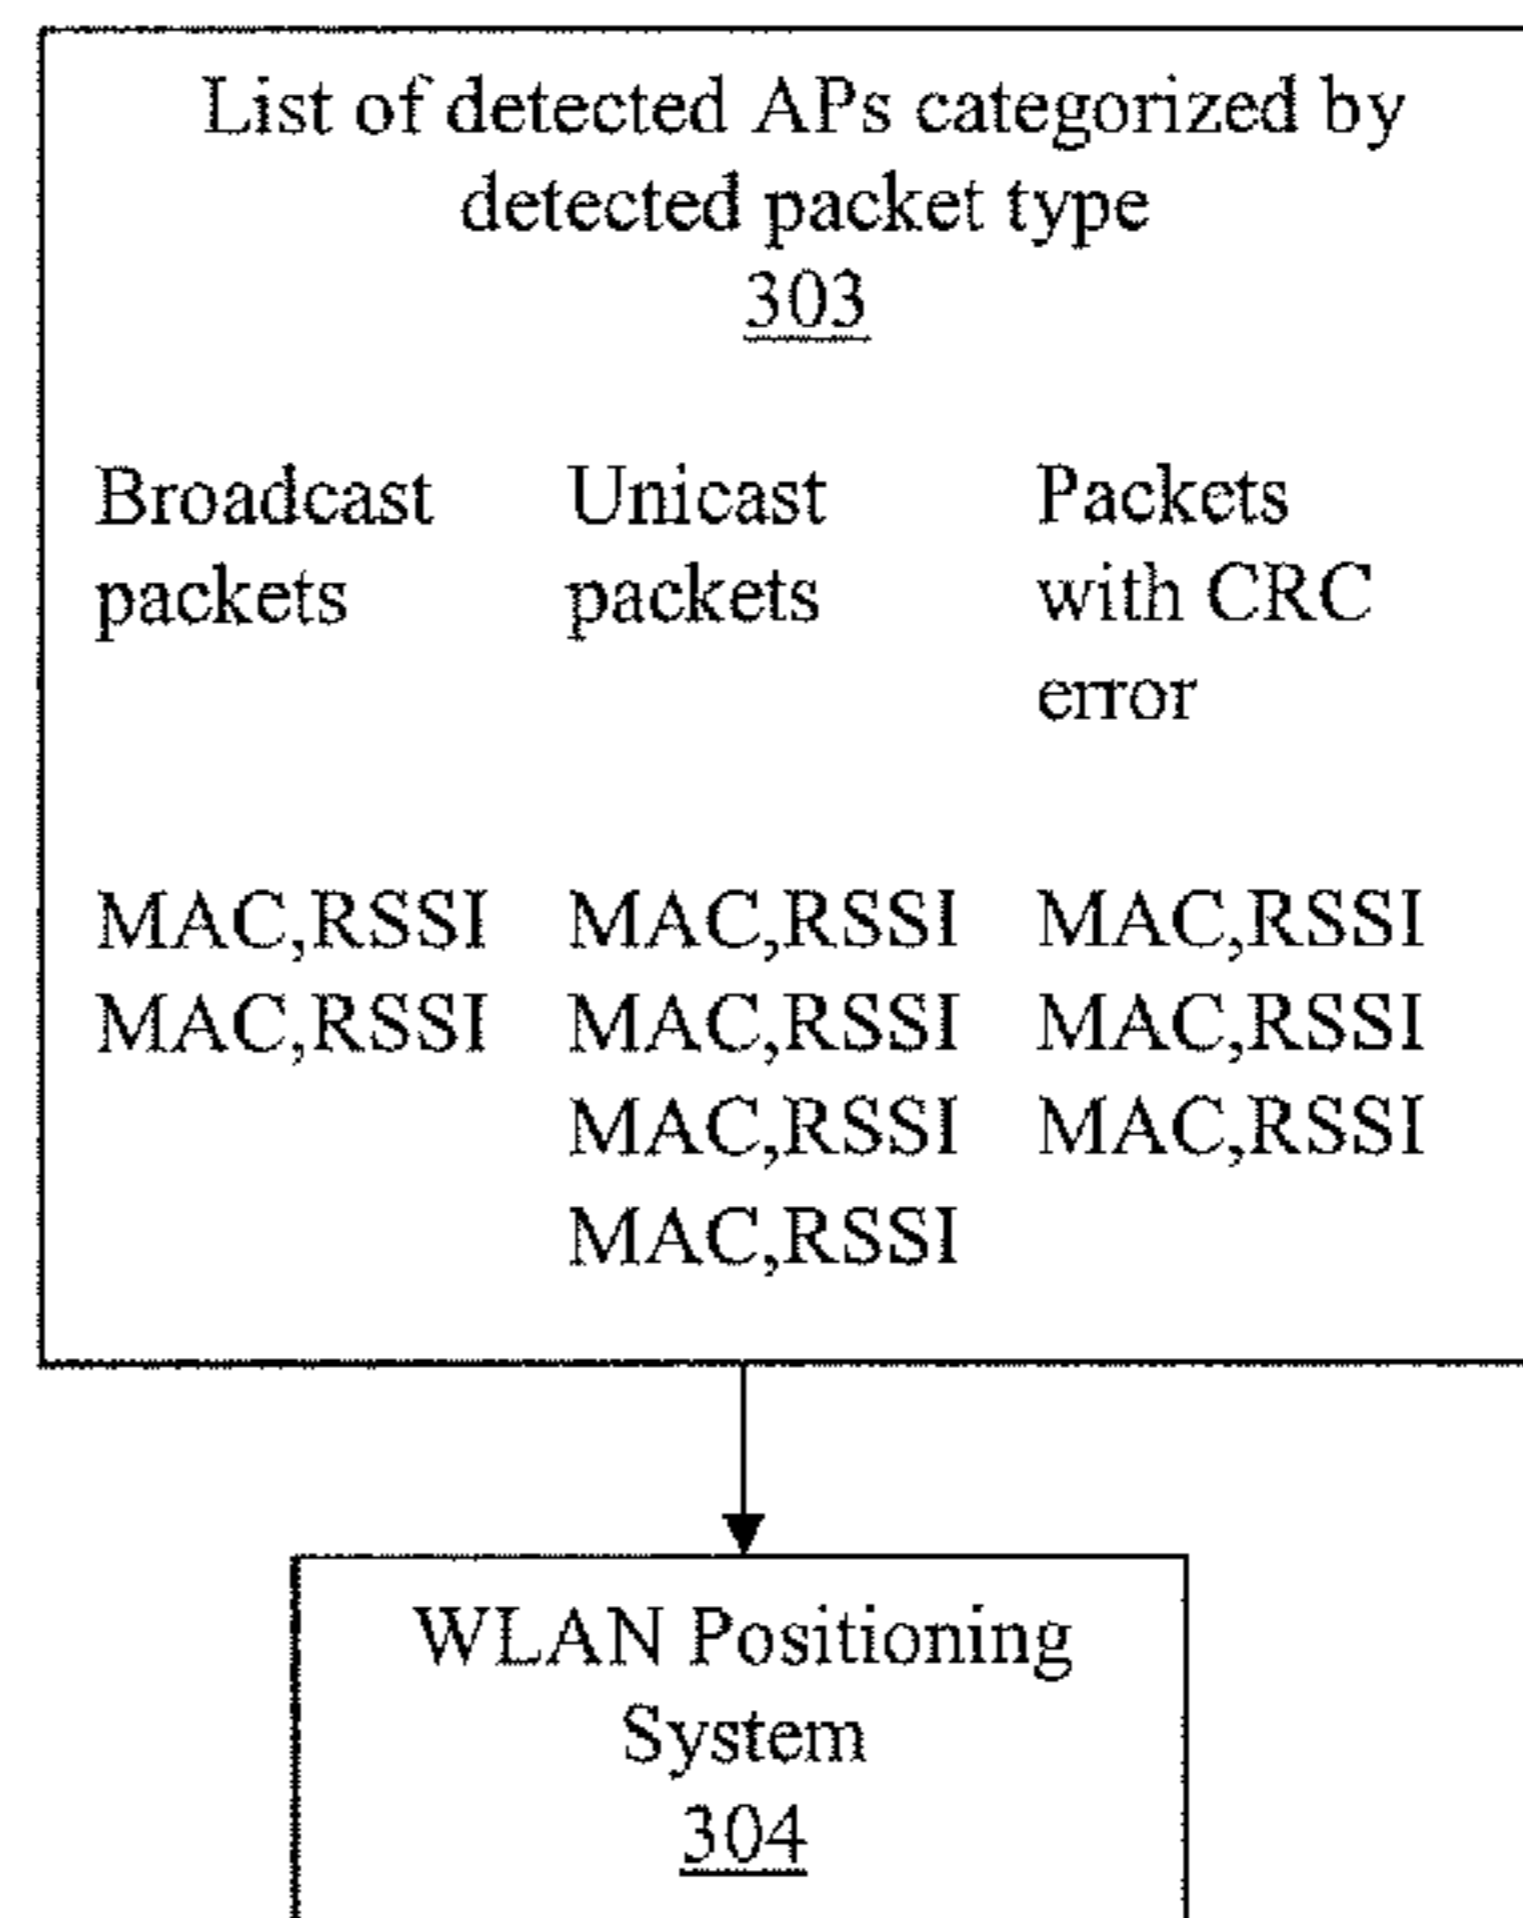 List of detected APs categorized by
detected packet type
303
Broadcast Unicast Packets
packets packets with CRC
error
MAC,RSSI MAC,RSSI MAC,RSSI
MAC,RSSI MAC,RSSI MAC,RSSI
MAC,RSSI MAC,RSSI
MAC,RSSI
WLAN Positioning
System
304